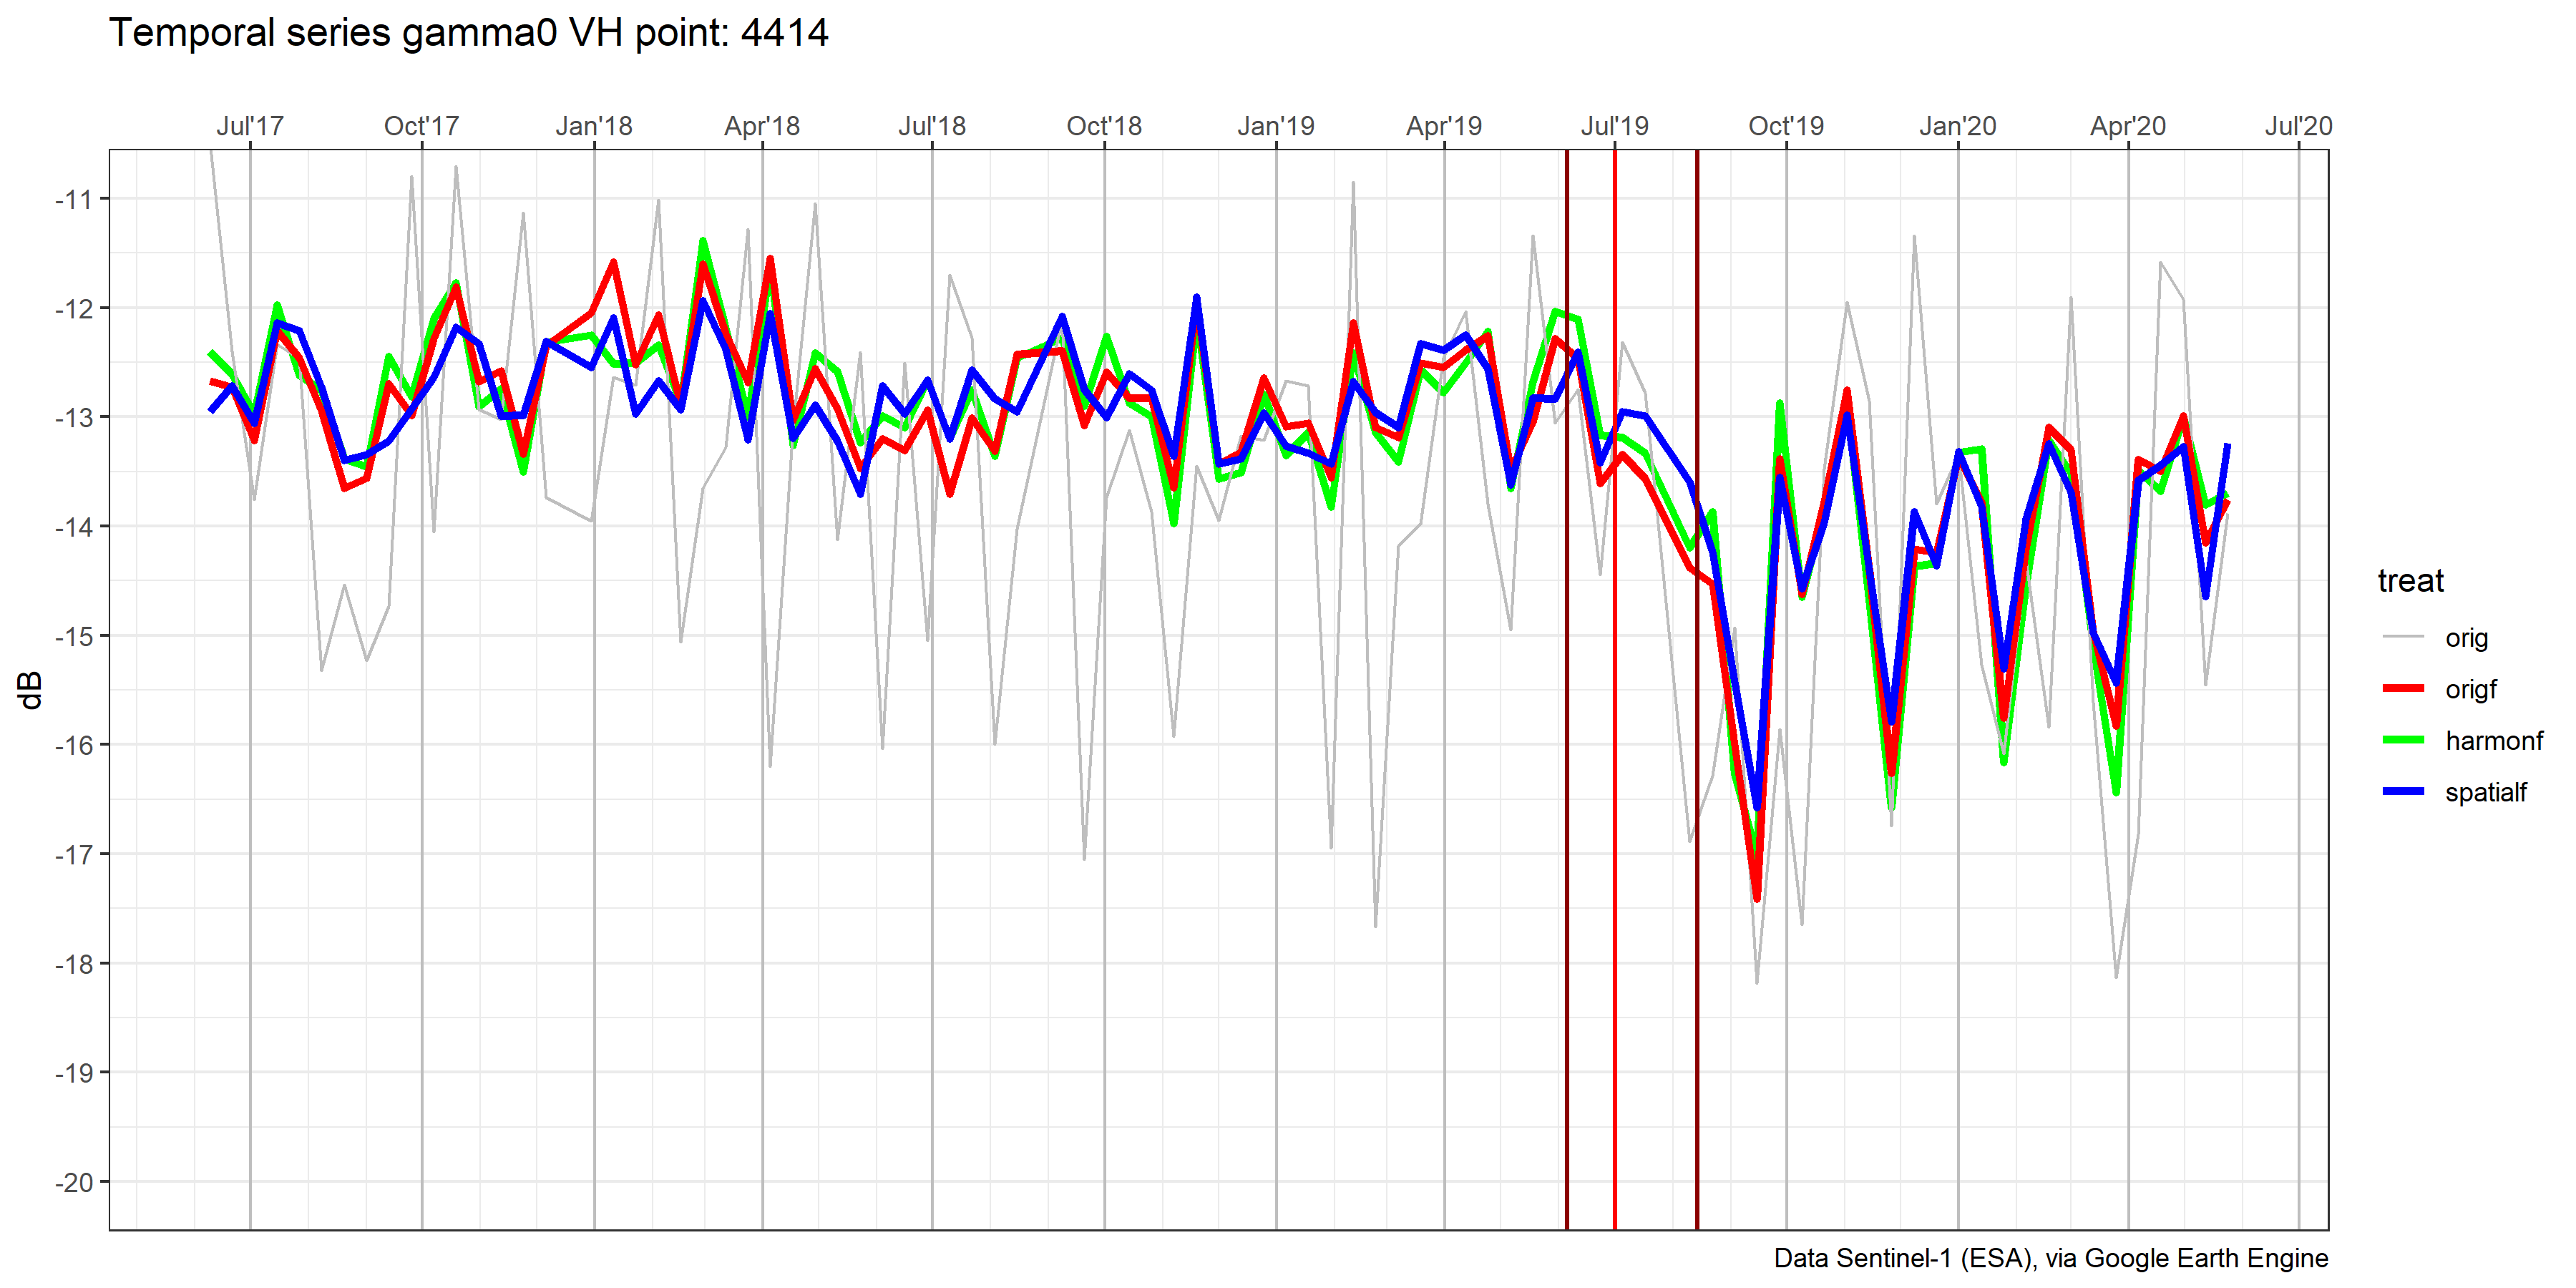 Temporal series gamma0 VH point: 4414
Jul'17 Oct'17 Jan'18 Apr'18 Jul'18 Oct'18 Jan'19 Apr'19 Jul'19 Oct'19 Jan'20 Apr'20 Jul'20
-11
-12
-13
-14
-15
-16
-17
-18
-19
-20
dB
treat
orig
origf
harmonf
spatialf
Data Sentinel-1 (ESA), via Google Earth Engine